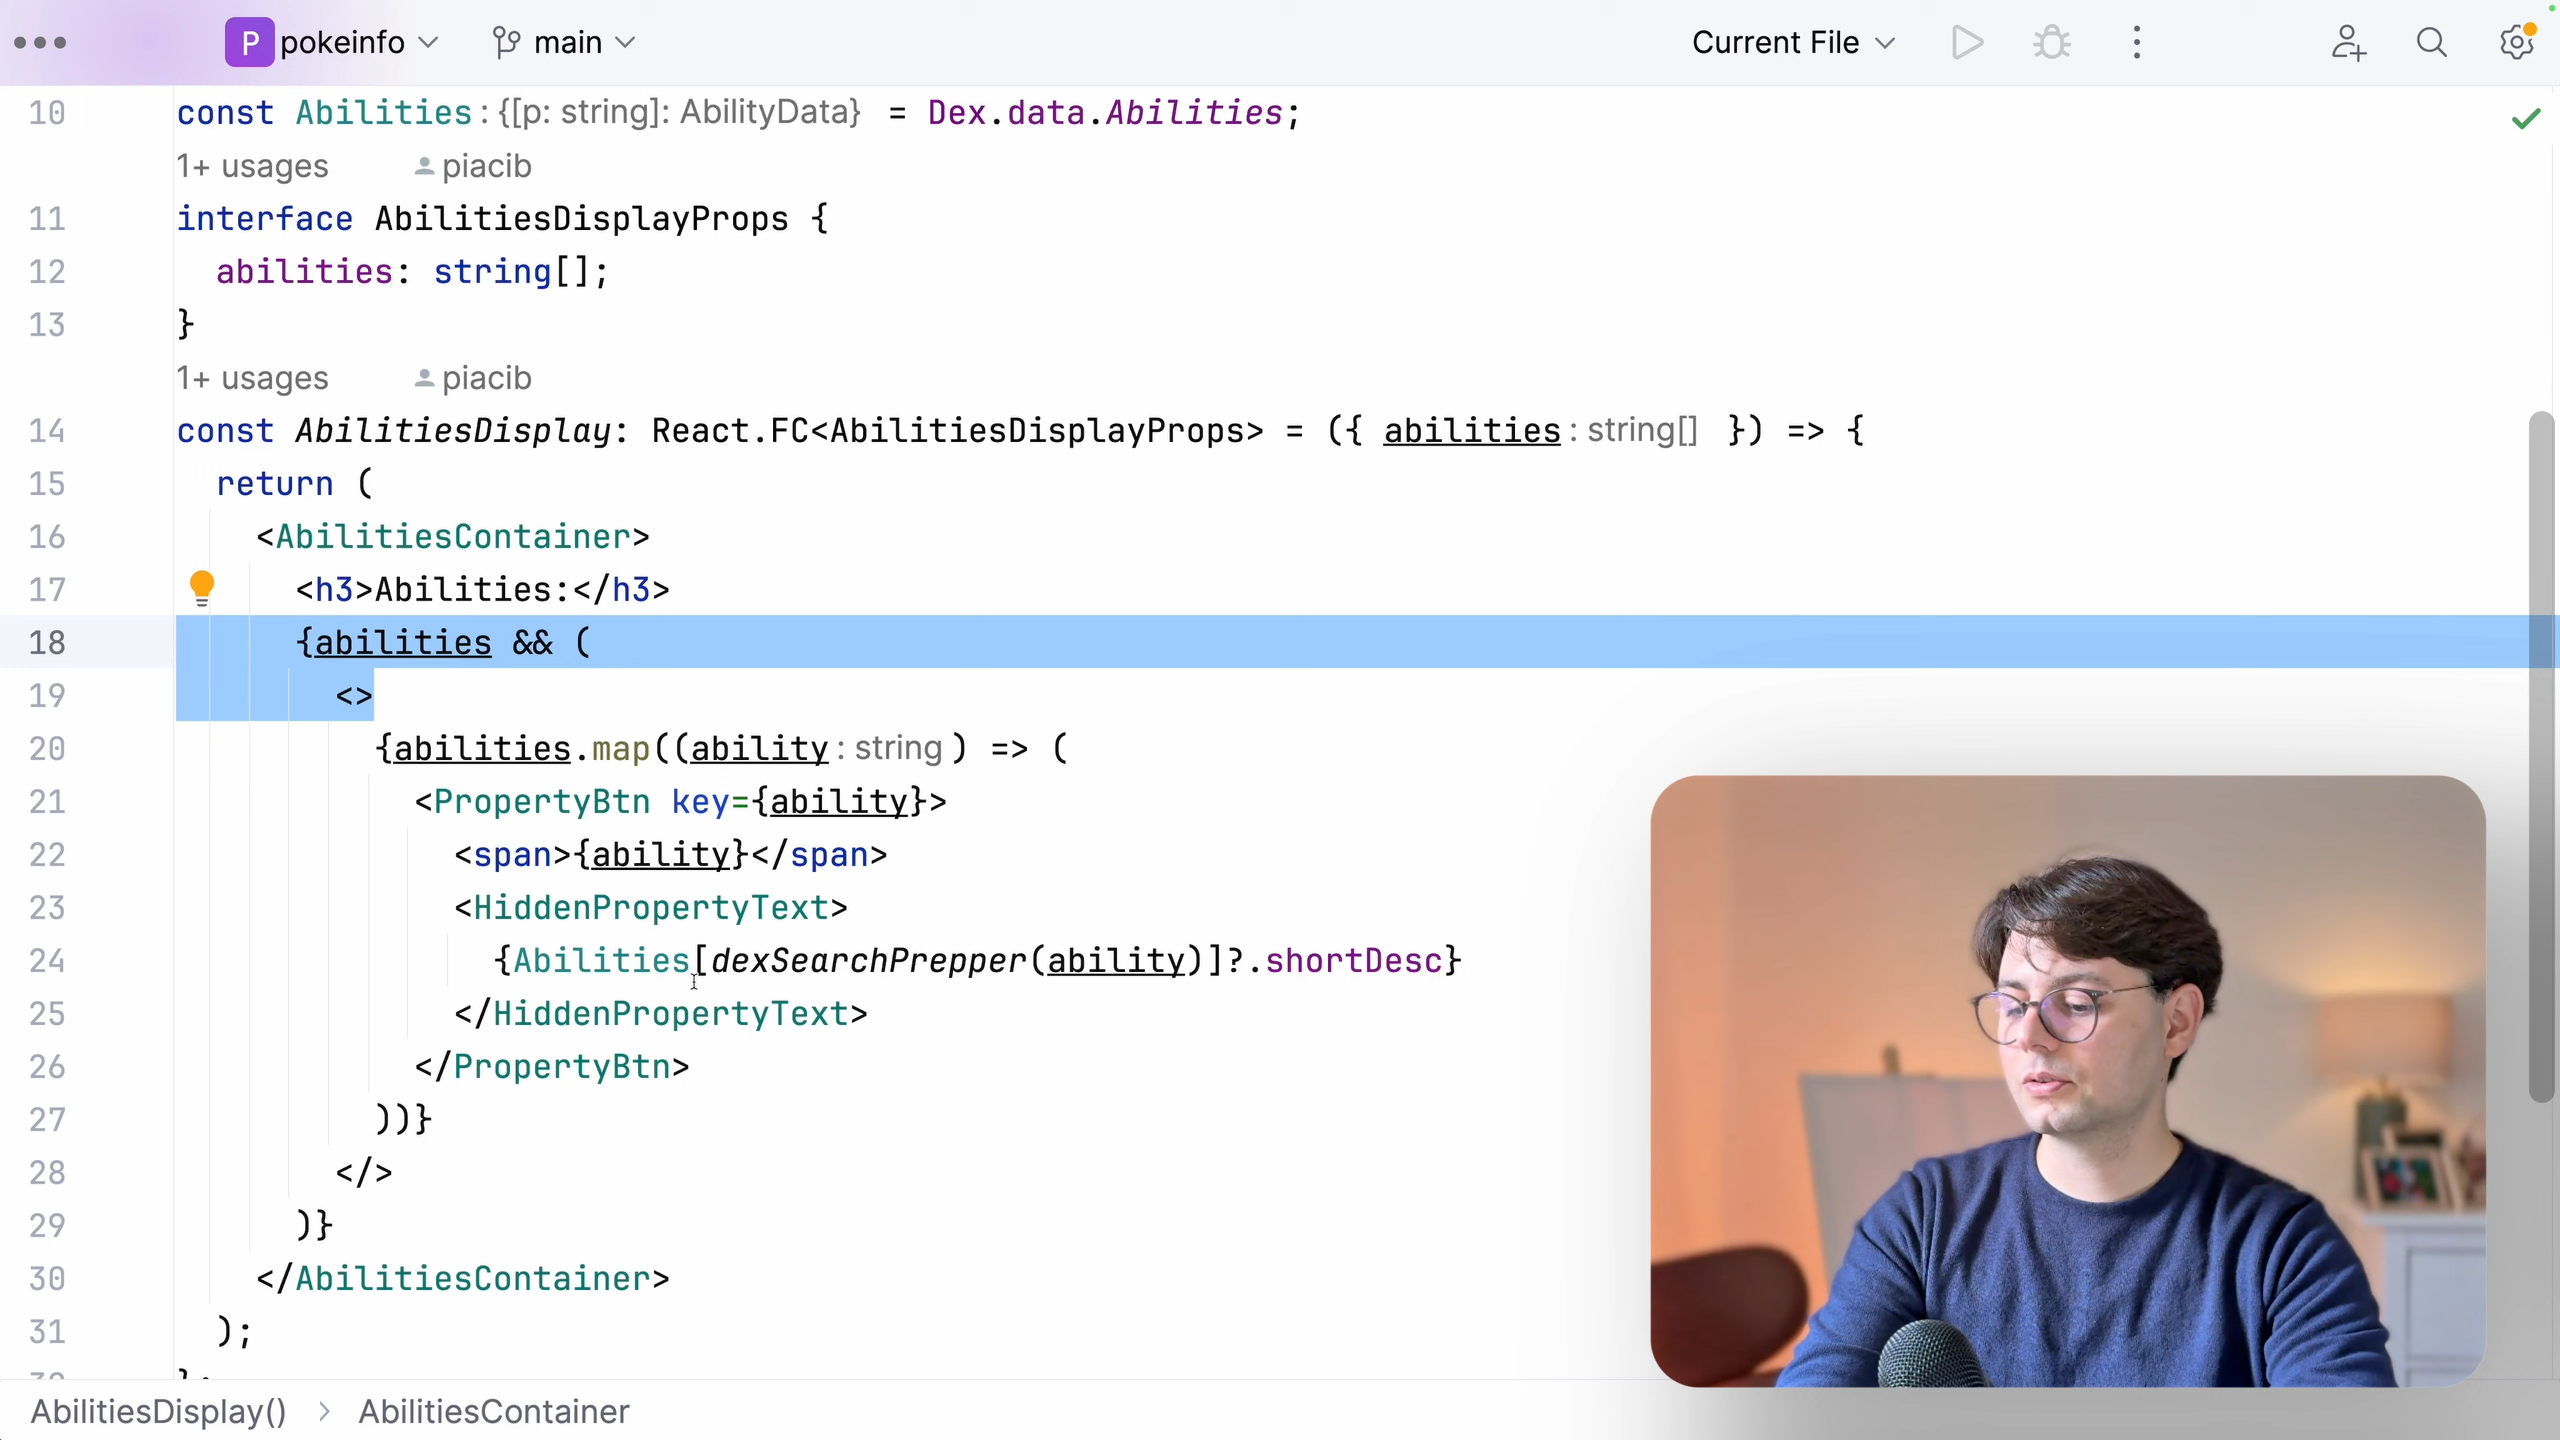 P pokeinfo main Current File
10 const Abilities : {[p: string]: AbilityData} = Dex.data.Abilities;
1+ usages piacib
11 interface AbilitiesDisplayProps {
12 abilities: string[];
13 }
1+ usages piacib
14 const AbilitiesDisplay: React.FC<AbilitiesDisplayProps> = ({ abilities : string[] }) => {
15 return (
16 <AbilitiesContainer>
17 <h3>Abilities:</h3>
18 {abilities && (
19 <>
20 {abilities.map((ability : string ) => (
21 <PropertyBtn key={ability}>
22 <span>{ability}</span>
23 <HiddenPropertyText>
24 {Abilities[dexSearchPrepper(ability)]?.shortDesc}
25 </HiddenPropertyText>
26 </PropertyBtn>
27 ))}
28 </>
29 )}
30 </AbilitiesContainer>
31 );
AbilitiesDisplay() > AbilitiesContainer